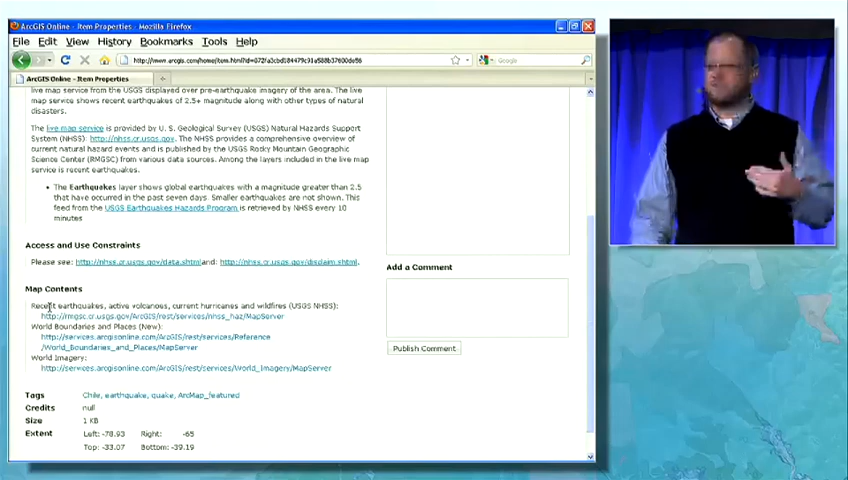 ArcGIS Online - Item Properties - Mozilla Firefox
File Edit View History Bookmarks Tools Help
Google
ArcGIS Online - Item Properties
live map service from the USGS displayed over pre-earthquake imagery of the area. The live
map service shows recent earthquakes of 2.5+ magnitude along with other types of natural
disasters.
The live map service is provided by U. S. Geological Survey (USGS) Natural Hazards Support
System (NHSS): http://nhss.cr.usgs.gov. The NHSS provides a comprehensive overview of
current natural hazard events and is published by the USGS Rocky Mountain Geographic
Science Center (RMGSC) from various data sources. Among the layers included in the live map
service is recent earthquakes.
• The Earthquakes layer shows global earthquakes with a magnitude greater than 2.5
that have occurred in the past seven days. Smaller earthquakes are not shown. This
feed from the USGS Earthquakes Hazards Program is retrieved by NHSS every 10
minutes
Access and Use Constraints
Please see: http://nhss.cr.usgs.gov/data.shtml and: http://nhss.cr.usgs.gov/disclaim.shtml.
Map Contents
Recent earthquakes, active volcanoes, current hurricanes and wildfires (USGS NHSS):
http://rmgsc.cr.usgs.gov/ArcGIS/rest/services/nhss_haz/MapServer
World Boundaries and Places (New):
http://services.arcgisonline.com/ArcGIS/rest/services/Reference
/World_Boundaries_and_Places/MapServer
World Imagery:
http://services.arcgisonline.com/ArcGIS/rest/services/World_Imagery/MapServer
Tags Chile, earthquake, quake, ArcMap_featured
Credits null
Size 1 KB
Extent Left: -78.93 Right: -65
Top: -33.07 Bottom: -39.19
Add a Comment
Publish Comment